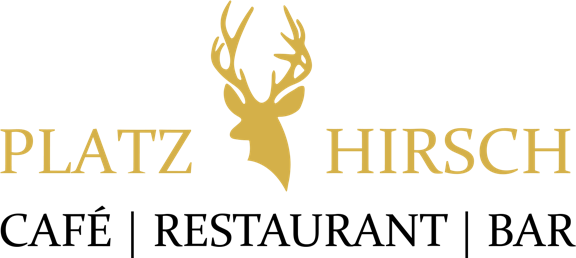 PLATZ HIRSCH
CAFÉ | RESTAURANT | BAR